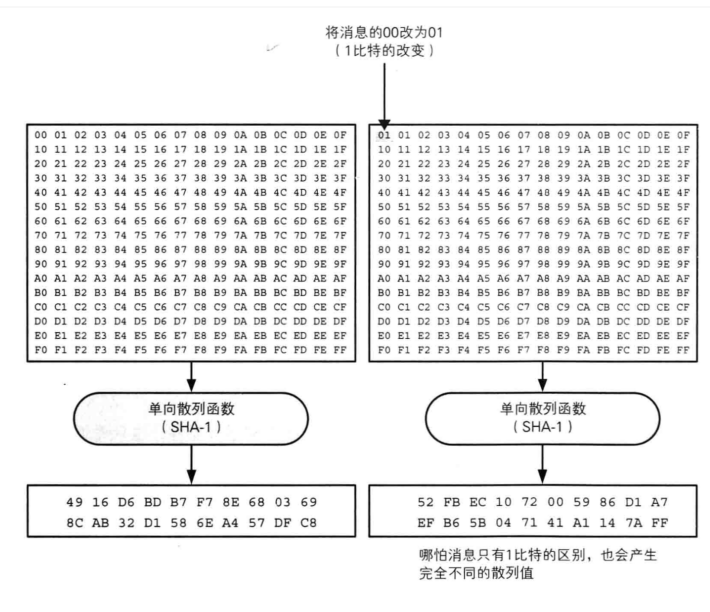 将消息的00改为01
（1比特的改变）
00 01 02 03 04 05 06 07 08 09 0A 0B 0C 0D 0E 0F
10 11 12 13 14 15 16 17 18 19 1A 1B 1C 1D 1E 1F
20 21 22 23 24 25 26 27 28 29 2A 2B 2C 2D 2E 2F
30 31 32 33 34 35 36 37 38 39 3A 3B 3C 3D 3E 3F
40 41 42 43 44 45 46 47 48 49 4A 4B 4C 4D 4E 4F
50 51 52 53 54 55 56 57 58 59 5A 5B 5C 5D 5E 5F
60 61 62 63 64 65 66 67 68 69 6A 6B 6C 6D 6E 6F
70 71 72 73 74 75 76 77 78 79 7A 7B 7C 7D 7E 7F
80 81 82 83 84 85 86 87 88 89 8A 8B 8C 8D 8E 8F
90 91 92 93 94 95 96 97 98 99 9A 9B 9C 9D 9E 9F
A0 A1 A2 A3 A4 A5 A6 A7 A8 A9 AA AB AC AD AE AF
B0 B1 B2 B3 B4 B5 B6 B7 B8 B9 BA BB BC BD BE BF
C0 C1 C2 C3 C4 C5 C6 C7 C8 C9 CA CB CC CD CE CF
D0 D1 D2 D3 D4 D5 D6 D7 D8 D9 DA DB DC DD DE DF
E0 E1 E2 E3 E4 E5 E6 E7 E8 E9 EA EB EC ED EE EF
F0 F1 F2 F3 F4 F5 F6 F7 F8 F9 FA FB FC FD FE FF
单向散列函数
（SHA-1）
49 16 D6 BD B7 F7 8E 68 03 69
8C AB 32 D1 58 6E A4 57 DF C8
01 01 02 03 04 05 06 07 08 09 0A 0B 0C 0D 0E 0F
10 11 12 13 14 15 16 17 18 19 1A 1B 1C 1D 1E 1F
20 21 22 23 24 25 26 27 28 29 2A 2B 2C 2D 2E 2F
30 31 32 33 34 35 36 37 38 39 3A 3B 3C 3D 3E 3F
40 41 42 43 44 45 46 47 48 49 4A 4B 4C 4D 4E 4F
50 51 52 53 54 55 56 57 58 59 5A 5B 5C 5D 5E 5F
60 61 62 63 64 65 66 67 68 69 6A 6B 6C 6D 6E 6F
70 71 72 73 74 75 76 77 78 79 7A 7B 7C 7D 7E 7F
80 81 82 83 84 85 86 87 88 89 8A 8B 8C 8D 8E 8F
90 91 92 93 94 95 96 97 98 99 9A 9B 9C 9D 9E 9F
A0 A1 A2 A3 A4 A5 A6 A7 A8 A9 AA AB AC AD AE AF
B0 B1 B2 B3 B4 B5 B6 B7 B8 B9 BA BB BC BD BE BF
C0 C1 C2 C3 C4 C5 C6 C7 C8 C9 CA CB CC CD CE CF
D0 D1 D2 D3 D4 D5 D6 D7 D8 D9 DA DB DC DD DE DF
E0 E1 E2 E3 E4 E5 E6 E7 E8 E9 EA EB EC ED EE EF
F0 F1 F2 F3 F4 F5 F6 F7 F8 F9 FA FB FC FD FE FF
单向散列函数
（SHA-1）
52 FB EC 10 72 00 59 86 D1 A7
EF B6 5B 04 71 41 A1 14 7A FF
哪怕消息只有1比特的区别，也会产生
完全不同的散列值